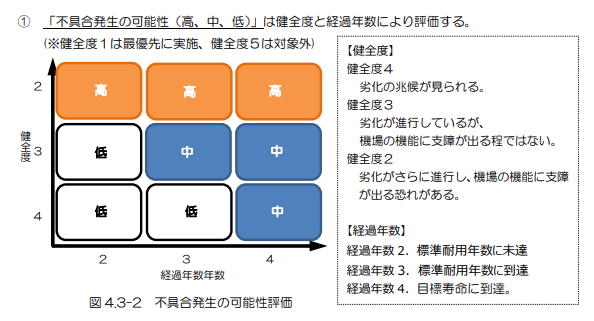 ① 「不具合発生の可能性（高、中、低）」は健全度と経過年数により評価する。
(※健全度１は最優先に実施、健全度５は対象外)
健全度
2
高
高
高
3
低
中
中
4
低
低
中
2
3
4
経過年数年数
図 4.3-2 不具合発生の可能性評価
【健全度】
健全度４
劣化の兆候が見られる。
健全度３
劣化が進行しているが、
機場の機能に支障が出る程ではない。
健全度２
劣化がさらに進行し、機場の機能に支障
が出る恐れがある。
【経過年数】
経過年数 2．標準耐用年数に未達
経過年数 3．標準耐用年数に到達
経過年数 4．目標寿命に到達。